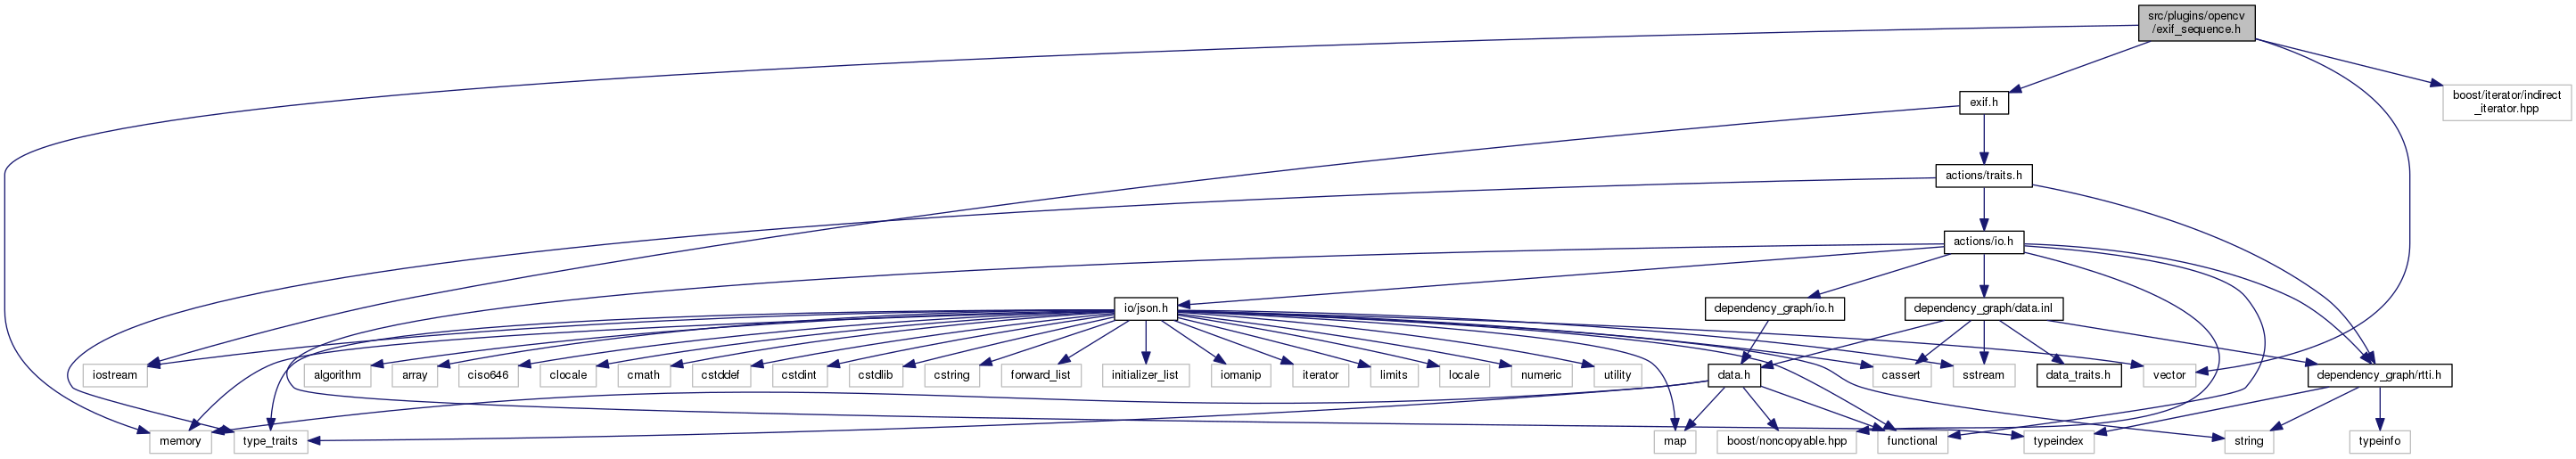 src/plugins/opencv
/exif_sequence.h
exif.h
boost/iterator/indirect
_iterator.hpp
actions/traits.h
actions/io.h
io/json.h
dependency_graph/io.h
dependency_graph/data.inl
iostream
algorithm
array
ciso646
clocale
cmath
cstddef
cstdint
cstdlib
cstring
forward_list
initializer_list
iomanip
iterator
limits
locale
numeric
utility
data.h
cassert
sstream
data_traits.h
vector
dependency_graph/rtti.h
memory
type_traits
map
boost/noncopyable.hpp
functional
typeindex
string
typeinfo